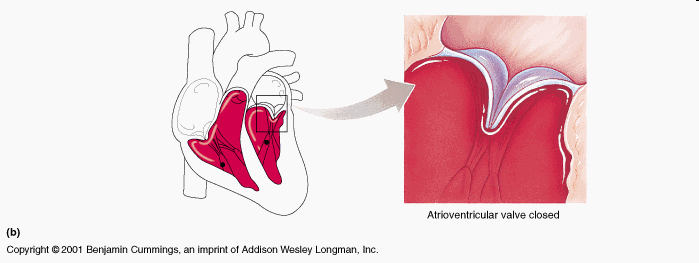 Atrioventricular valve closed
(b)
Copyright © 2001 Benjamin Cummings, an imprint of Addison Wesley Longman, Inc.